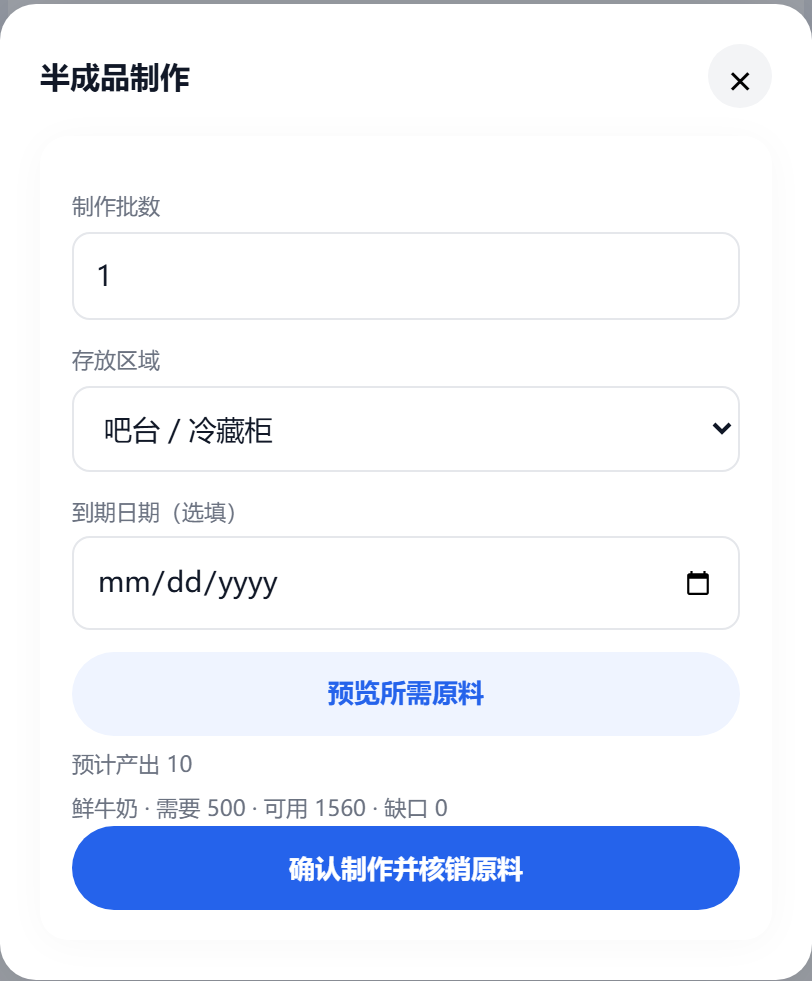 半成品制作
制作批数
1
存放区域
吧台 / 冷藏柜
到期日期（选填）
mm/dd/yyyy
预览所需原料
预计产出 10
鲜牛奶 · 需要 500 · 可用 1560 · 缺口 0
确认制作并核销原料